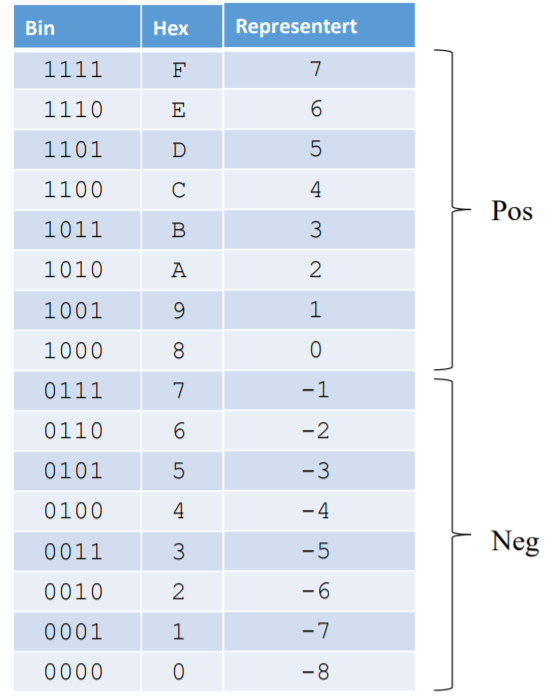 Bin Hex Representert
1111 F 7
1110 E 6
1101 D 5
1100 C 4
1011 B 3
1010 A 2
1001 9 1
1000 8 0
0111 7 -1
0110 6 -2
0101 5 -3
0100 4 -4
0011 3 -5
0010 2 -6
0001 1 -7
0000 0 -8
Pos
Neg